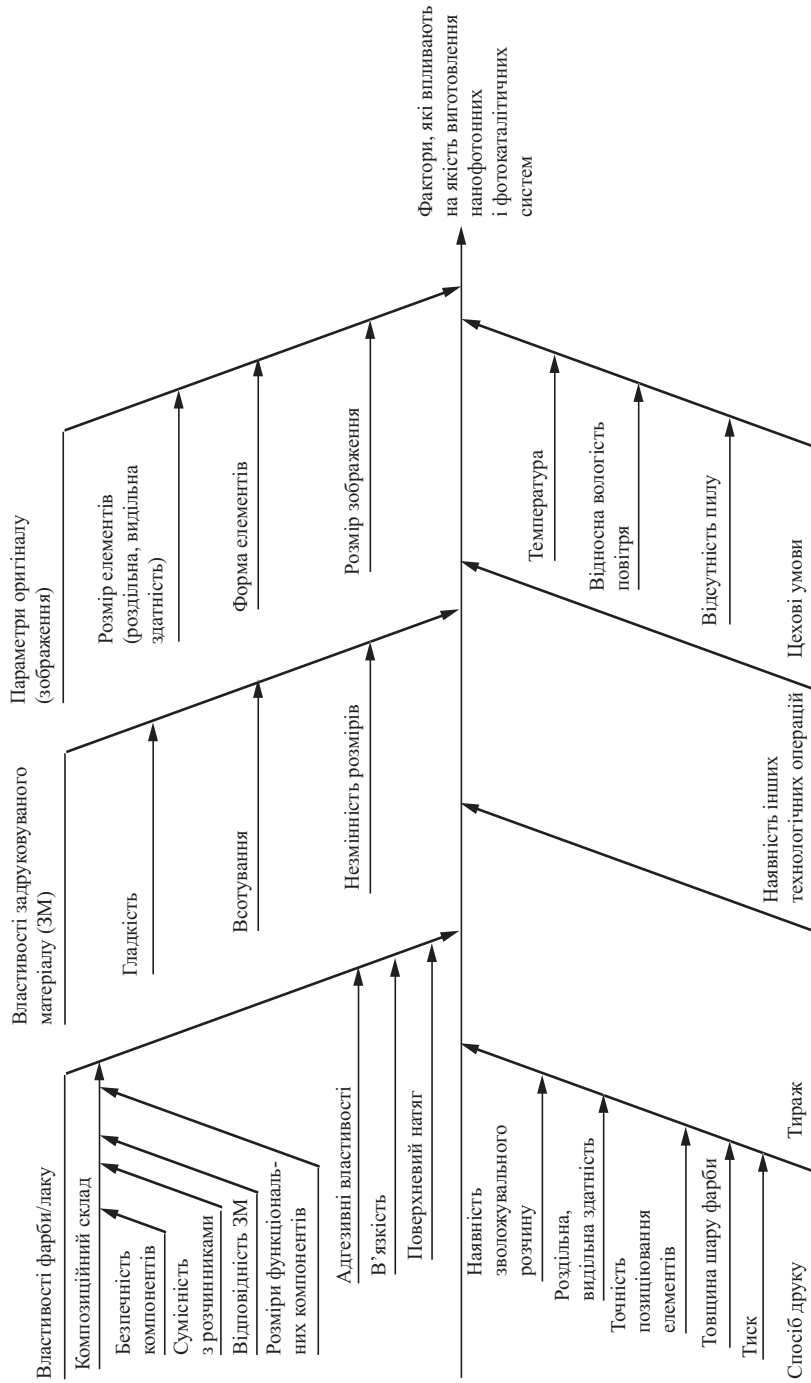 Властивості фарби/лаку
Композиційний склад
Безпечність
компонентів
Сумісність
з розчинниками
Відповідність ЗМ
Розміри функціональ-
них компонентів
Адгезивні властивості
В’язкість
Поверхневий натяг
Властивості задруковуваного
матеріалу (ЗМ)
Гладкість
Всотування
Незмінність розмірів
Параметри оригіналу
(зображення)
Розмір елементів
(роздільна, видільна
здатність)
Форма елементів
Розмір зображення
Фактори, які впливають
на якість виготовлення
нанофотонних
і фотокаталітичних
систем
Наявність
зволожувального
розчину
Роздільна,
видільна здатність
Точність
позиціювання
елементів
Товщина шару фарби
Тиск
Спосіб друку
Тираж
Наявність інших
технологічних операцій
Температура
Відносна вологість
повітря
Відсутність пилу
Цехові умови